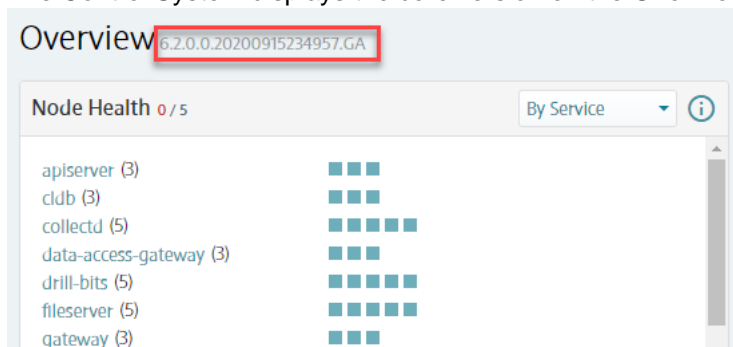 Overview 6.2.0.0.20200915234957.GA
Node Health 0 / 5 By Service
apiserver (3)
cldb (3)
collectd (5)
data-access-gateway (3)
drill-bits (5)
fileserver (5)
gateway (3)